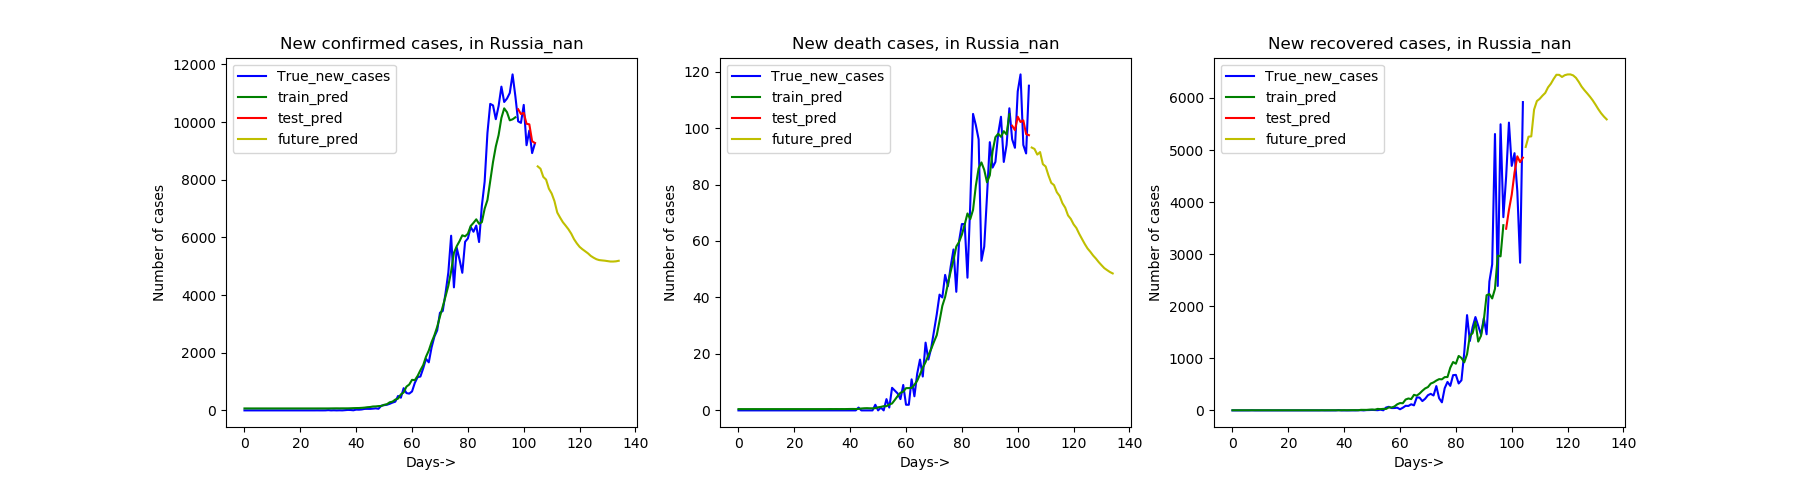 New confirmed cases, in Russia_nan
12000
10000
8000
6000
4000
2000
0
Number of cases
True_new_cases
train_pred
test_pred
future_pred
0 20 40 60 80 100 120 140
Days->
New death cases, in Russia_nan
120
100
80
60
40
20
0
Number of cases
True_new_cases
train_pred
test_pred
future_pred
0 20 40 60 80 100 120 140
Days->
New recovered cases, in Russia_nan
6000
5000
4000
3000
2000
1000
0
Number of cases
True_new_cases
train_pred
test_pred
future_pred
0 20 40 60 80 100 120 140
Days->